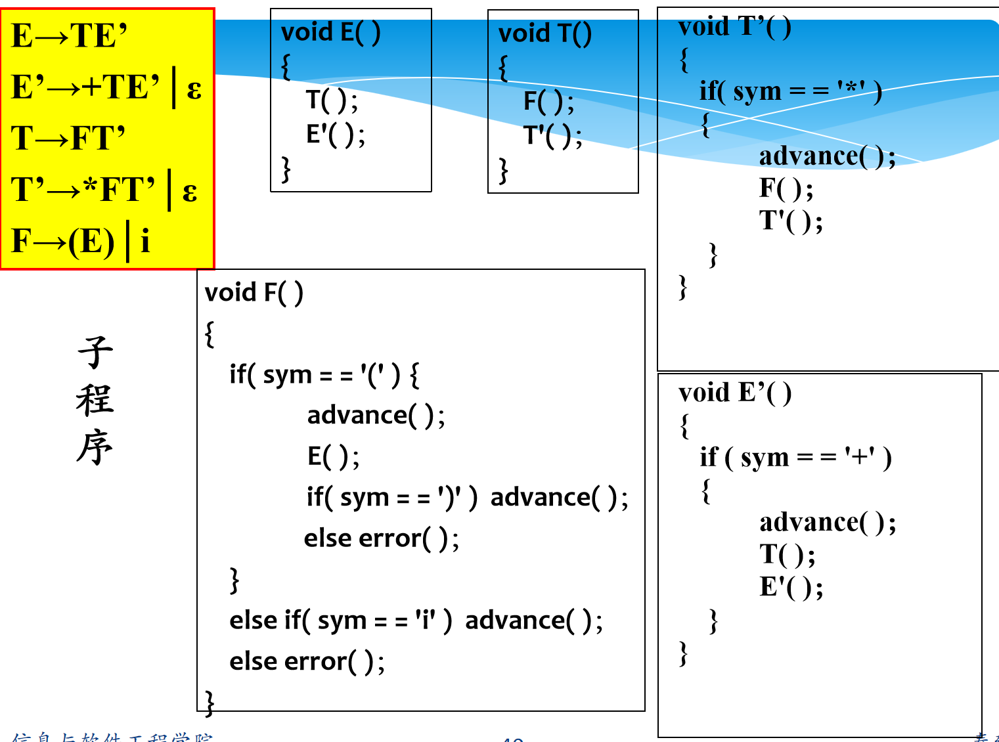 E→TE’
E’→+TE’│ε
T→FT’
T’→*FT’│ε
F→(E)│i
void E( )
{
T( );
E'( );
}
void T()
{
F( );
T'( );
}
void T’( )
{
if( sym = = '*' )
{
advance( );
F( );
T'( );
}
}
子
程
序
void F( )
{
if( sym = = '(' ) {
advance( );
E( );
if( sym = = ')' ) advance( );
else error( );
}
else if( sym = = 'i' ) advance( );
else error( );
}
void E’( )
{
if ( sym = = '+' )
{
advance( );
T( );
E'( );
}
}
信息与软件工程学院